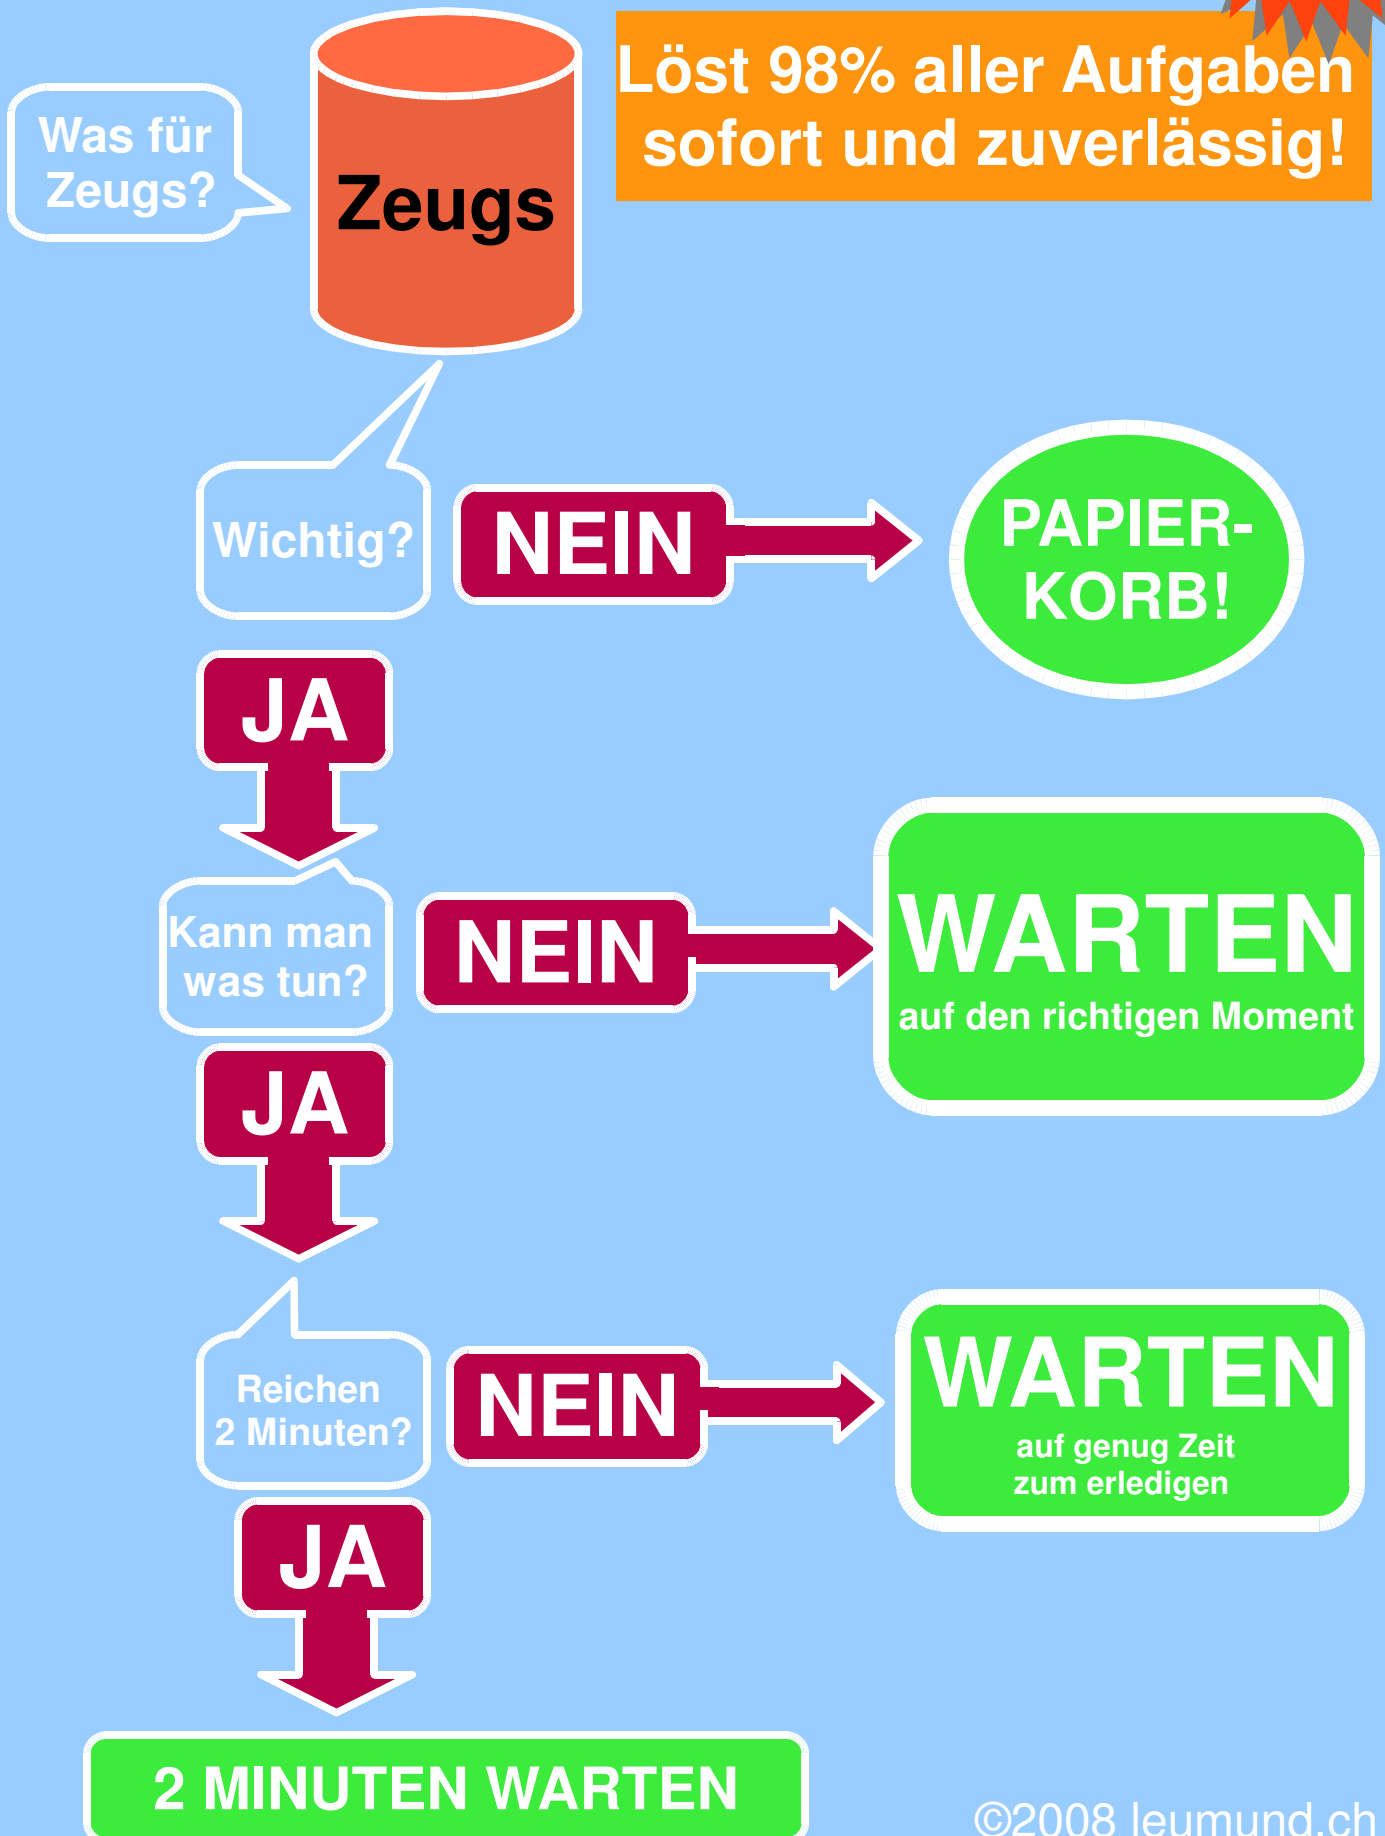 Löst 98% aller Aufgaben
sofort und zuverlässig!
Was für
Zeugs?
Zeugs
Wichtig?
NEIN
PAPIER-
KORB!
JA
Kann man
was tun?
NEIN
WARTEN
auf den richtigen Moment
JA
Reichen
2 Minuten?
NEIN
WARTEN
auf genug Zeit
zum erledigen
JA
2 MINUTEN WARTEN
©2008 leumund.ch